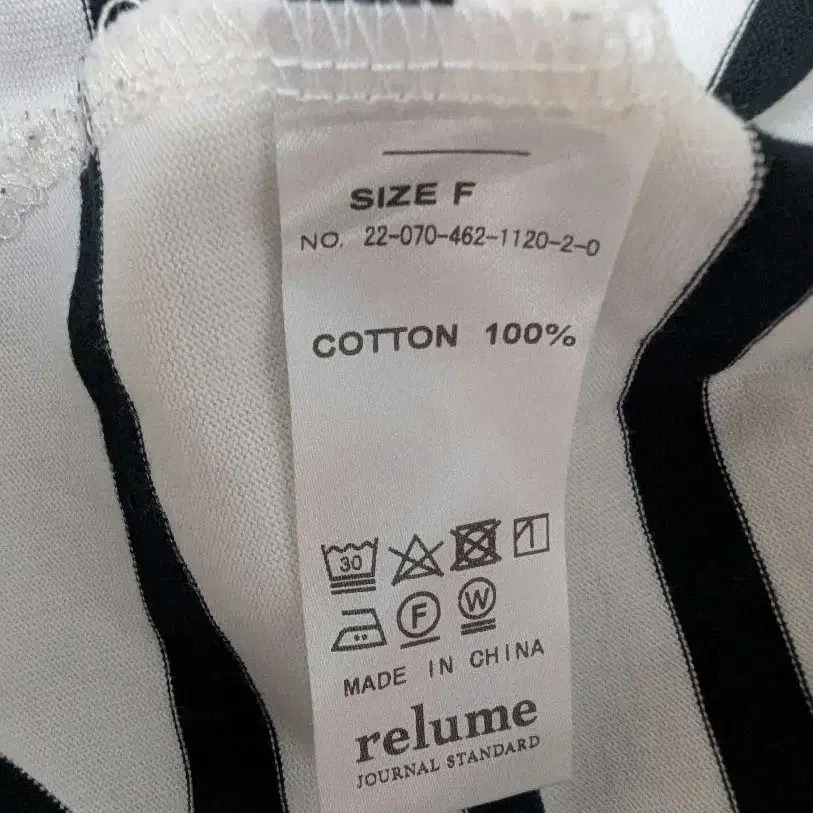 SIZE F
NO. 22-070-462-1120-2-0
COTTON 100%
30
F W
MADE IN CHINA
relume
JOURNAL STANDARD